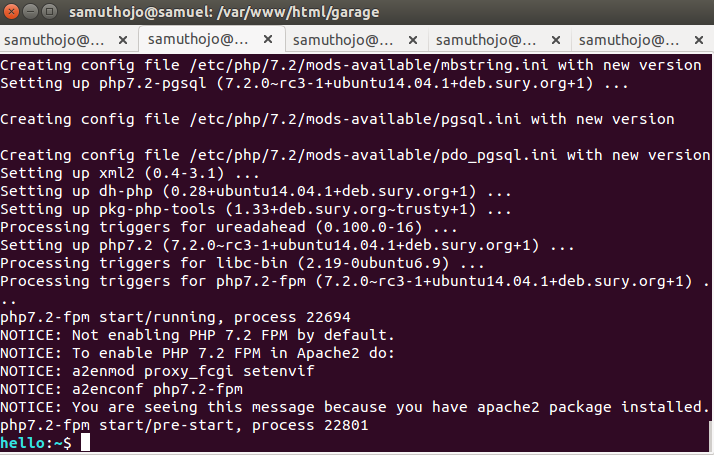 samuthojo@samuel: /var/www/html/garage
samuthojo@... × samuthojo@... × samuthojo@... × samuthojo@... × samuthojo@... ×
Creating config file /etc/php/7.2/mods-available/mbstring.ini with new version
Setting up php7.2-pgsql (7.2.0~rc3-1+ubuntu14.04.1+deb.sury.org+1) ...
Creating config file /etc/php/7.2/mods-available/pgsql.ini with new version
Creating config file /etc/php/7.2/mods-available/pdo_pgsql.ini with new version
Setting up xml2 (0.4-3.1) ...
Setting up dh-php (0.28+ubuntu14.04.1+deb.sury.org+1) ...
Setting up pkg-php-tools (1.33+deb.sury.org~trusty+1) ...
Processing triggers for ureadahead (0.100.0-16) ...
Setting up php7.2 (7.2.0~rc3-1+ubuntu14.04.1+deb.sury.org+1) ...
Processing triggers for libc-bin (2.19-0ubuntu6.9) ...
Processing triggers for php7.2-fpm (7.2.0~rc3-1+ubuntu14.04.1+deb.sury.org+1) .
..
php7.2-fpm start/running, process 22694
NOTICE: Not enabling PHP 7.2 FPM by default.
NOTICE: To enable PHP 7.2 FPM in Apache2 do:
NOTICE: a2enmod proxy_fcgi setenvif
NOTICE: a2enconf php7.2-fpm
NOTICE: You are seeing this message because you have apache2 package installed.
php7.2-fpm start/pre-start, process 22801
hello:~$